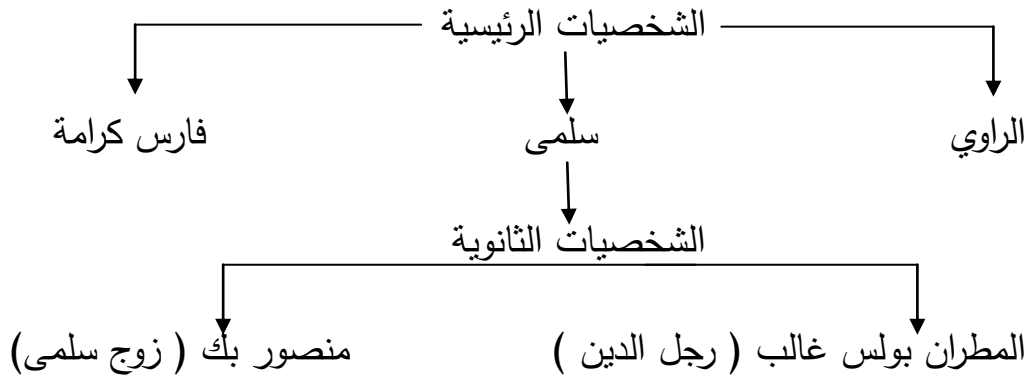 الشخصيات الرئيسية
الراوي سلمى فارس كرامة
الشخصيات الثانوية
المطران بولس غالب ( رجل الدين ) منصور بك ( زوج سلمى)